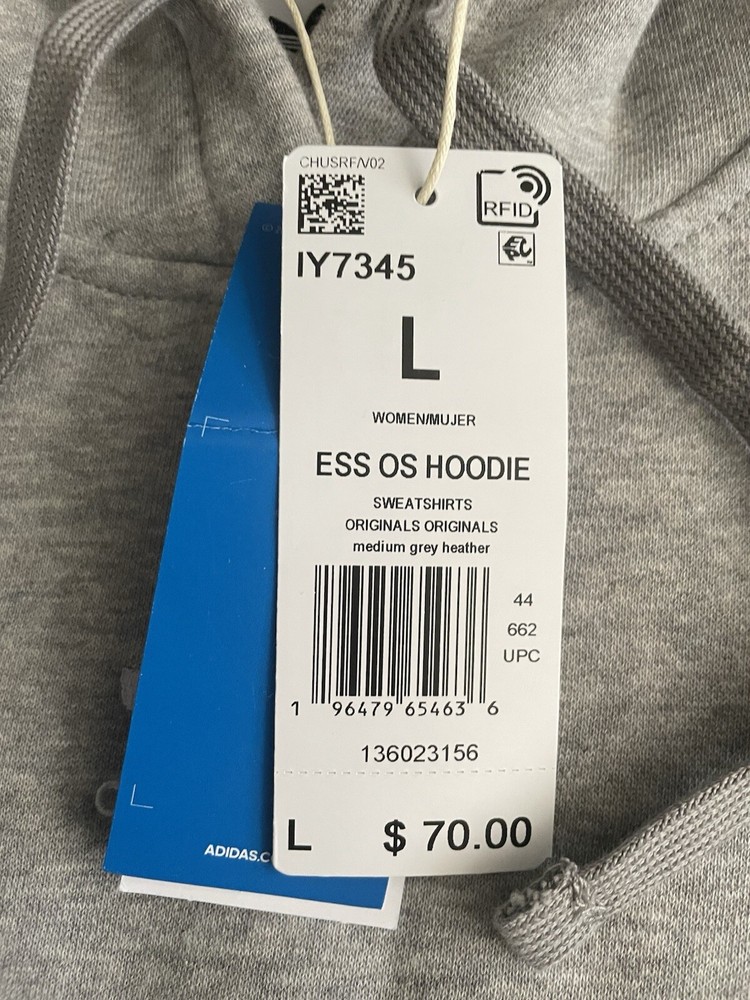 CHUSRF/V02
RFID
IY7345
L
WOMEN/MUJER
ESS OS HOODIE
SWEATSHIRTS
ORIGINALS ORIGINALS
medium grey heather
44
662
UPC
1 96479 65463 6
136023156
L $ 70.00
ADIDAS.C